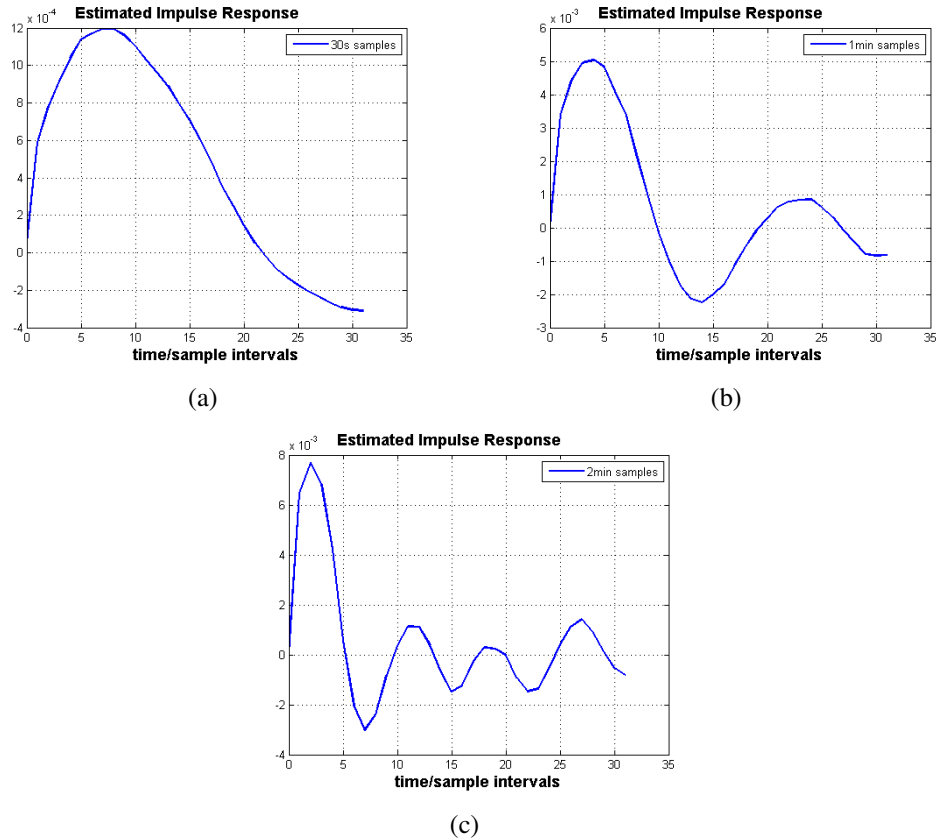 Estimated Impulse Response
x 10^-4
30s samples
12
10
8
6
4
2
0
-2
-4
0 5 10 15 20 25 30 35
time/sample intervals
(a)
Estimated Impulse Response
x 10^-3
1min samples
6
5
4
3
2
1
0
-1
-2
-3
0 5 10 15 20 25 30 35
time/sample intervals
(b)
Estimated Impulse Response
x 10^-3
2min samples
8
6
4
2
0
-2
-4
0 5 10 15 20 25 30 35
time/sample intervals
(c)